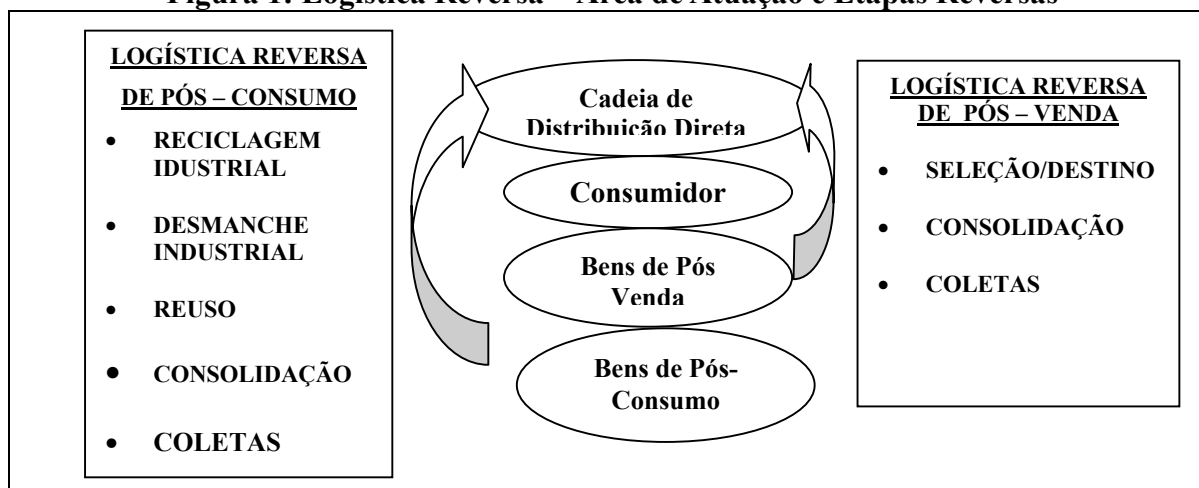 Figura 1: Logística Reversa – Área de Atuação e Etapas Reversas
LOGÍSTICA REVERSA
DE PÓS – CONSUMO
• RECICLAGEM
IDUSTRIAL
• DESMANCHE
INDUSTRIAL
• REUSO
• CONSOLIDAÇÃO
• COLETAS
Cadeia de
Distribuição Direta
Consumidor
Bens de Pós
Venda
Bens de Pós-
Consumo
LOGÍSTICA REVERSA
DE PÓS – VENDA
• SELEÇÃO/DESTINO
• CONSOLIDAÇÃO
• COLETAS